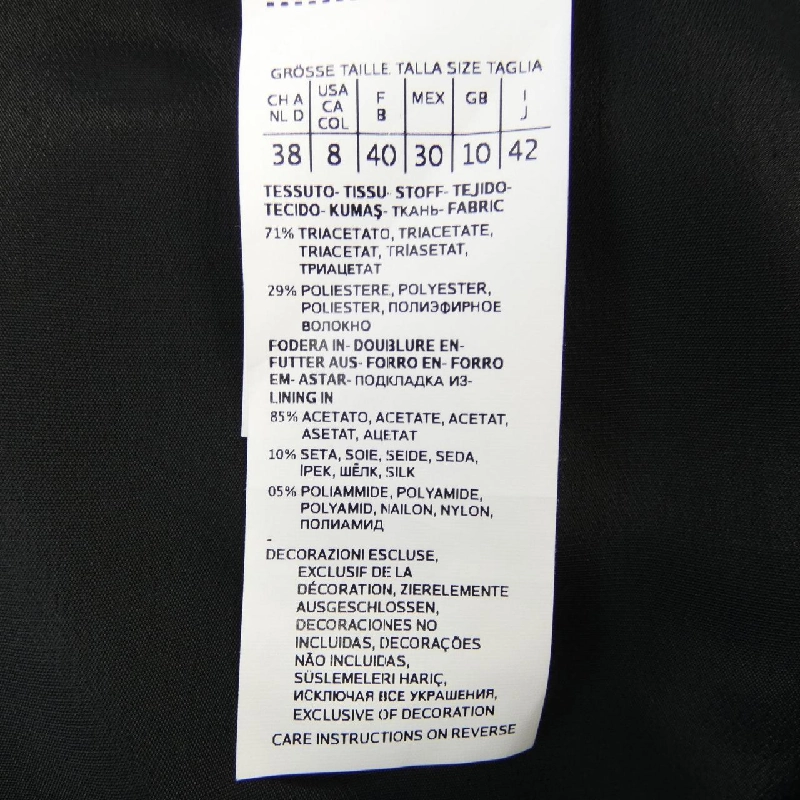 GRÖSSE TAILLE TALLA SIZE TAGLIA
CH A USA F MEX GB I
NL D CA B J
COL
38 8 40 30 10 42
TESSUTO- TISSU- STOFF- TEJIDO-
TECIDO- KUMAŞ- ТКАНЬ- FABRIC
71% TRIACETATO, TRIACETATE,
TRIACETAT, TRIASETAT,
ТРИАЦЕТАТ
29% POLIESTERE, POLYESTER,
POLIESTER, ПОЛИЭФИРНОЕ
ВОЛОКНО
FODERA IN- DOUBLURE EN-
FUTTER AUS- FORRO EN- FORRO
EM- ASTAR- ПОДКЛАДКА ИЗ-
LINING IN
85% ACETATO, ACETATE, ACETAT,
ASETAT, АЦЕТАТ
10% SETA, SOIE, SEIDE, SEDA,
IPEK, ШЁЛК, SILK
05% POLIAMMIDE, POLYAMIDE,
POLYAMID, NAILON, NYLON,
ПОЛИАМИД
-
DECORAZIONI ESCLUSE,
EXCLUSIF DE LA
DÉCORATION, ZIERELEMENTE
AUSGESCHLOSSEN,
DECORACIONES NO
INCLUIDAS, DECORAÇÕES
NÃO INCLUIDAS,
SÜSLEMELERI HARIÇ,
ИСКЛЮЧАЯ ВСЕ УКРАШЕНИЯ,
EXCLUSIVE OF DECORATION
CARE INSTRUCTIONS ON REVERSE